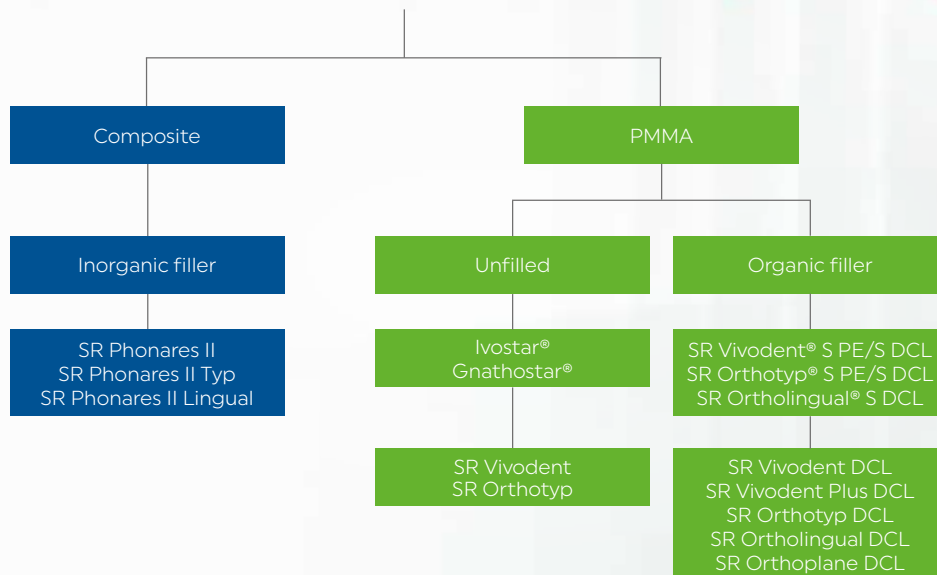 Composite
PMMA
Inorganic filler
Unfilled
Organic filler
SR Phonares II
SR Phonares II Typ
SR Phonares II Lingual
Ivostar®
Gnathostar®
SR Vivodent® S PE/S DCL
SR Orthotyp® S PE/S DCL
SR Ortholingual® S DCL
SR Vivodent
SR Orthotyp
SR Vivodent DCL
SR Vivodent Plus DCL
SR Orthotyp DCL
SR Ortholingual DCL
SR Orthoplane DCL